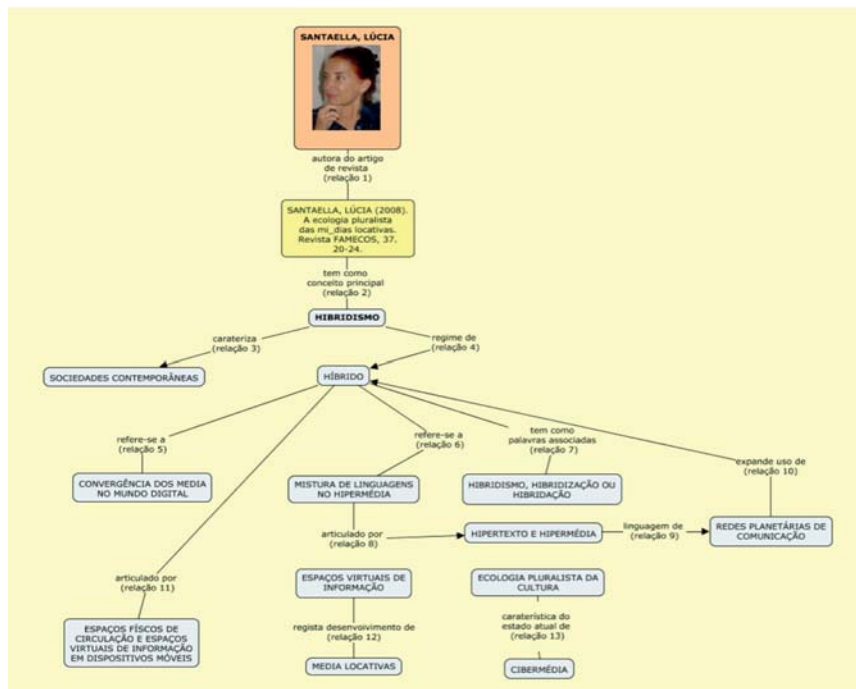 SANTAELLA, LÚCIA
autora do artigo
de revista
(relação 1)
SANTAELLA, LÚCIA (2008).
A ecologia pluralista
das mi_dias locativas.
Revista FAMECOS, 37.
20-24.
tem como
conceito principal
(relação 2)
HIBRIDISMO
carateriza
(relação 3)
regime de
(relação 4)
SOCIEDADES CONTEMPORÂNEAS
HÍBRIDO
refere-se a
(relação 5)
refere-se a
(relação 6)
tem como
palavras associadas
(relação 7)
expande uso de
(relação 10)
CONVERGÊNCIA DOS MEDIA
NO MUNDO DIGITAL
MISTURA DE LINGUAGENS
NO HIPERMÉDIA
HIBRIDISMO, HIBRIDIZAÇÃO OU
HIBRIDAÇÃO
articulado por
(relação 8)
HIPERTEXTO E HIPERMÉDIA
linguagem de
(relação 9)
REDES PLANETÁRIAS DE
COMUNICAÇÃO
articulado por
(relação 11)
ESPAÇOS VIRTUAIS DE
INFORMAÇÃO
ECOLOGIA PLURALISTA DA
CULTURA
ESPAÇOS FÍSCOS DE
CIRCULAÇÃO E ESPAÇOS
VIRTUAIS DE INFORMAÇÃO
EM DISPOSITIVOS MÓVEIS
regista desenvolvimento de
(relação 12)
caraterística do
estado atual de
(relação 13)
MEDIA LOCATIVAS
CIBERMÉDIA